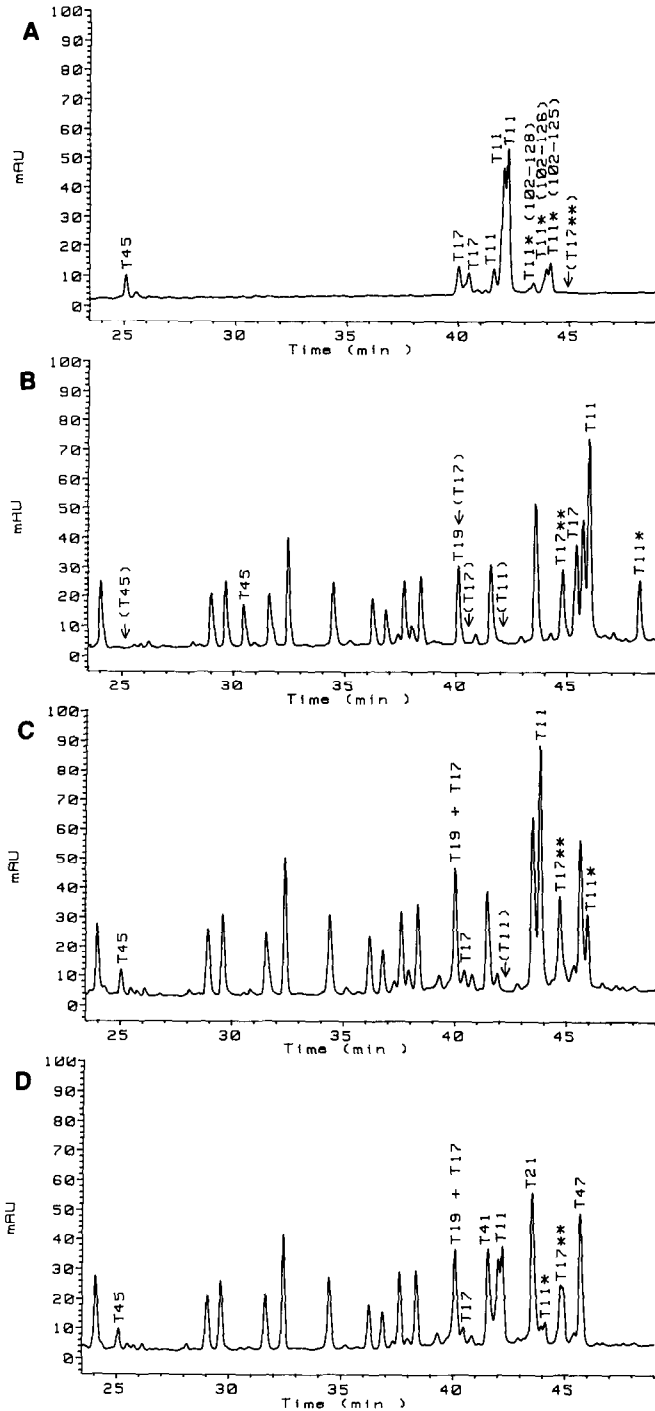 A
100
90
80
70
60
50
40
30
20
10
0
mAU
T45
T17
T17
T11
T11
T11
T11* (102-128)
T11* (102-126)
T11* (102-125)
←(T17**)
25
30
35
40
45
Time (min )
B
100
90
80
70
60
50
40
30
20
10
0
mAU
←(T45)
T45
T19 ←(T17)
←(T17)
←(T11)
T17**
T17
T11
T11*
25
30
35
40
45
Time (min )
C
100
90
80
70
60
50
40
30
20
10
0
mAU
T45
T19 + T17
T17
←(T11)
T11
T17**
T11*
25
30
35
40
45
Time (min )
D
100
90
80
70
60
50
40
30
20
10
0
mAU
T45
T19 + T17
T17
T41
T11
T21
T11*
T17**
T47
25
30
35
40
45
Time (min )